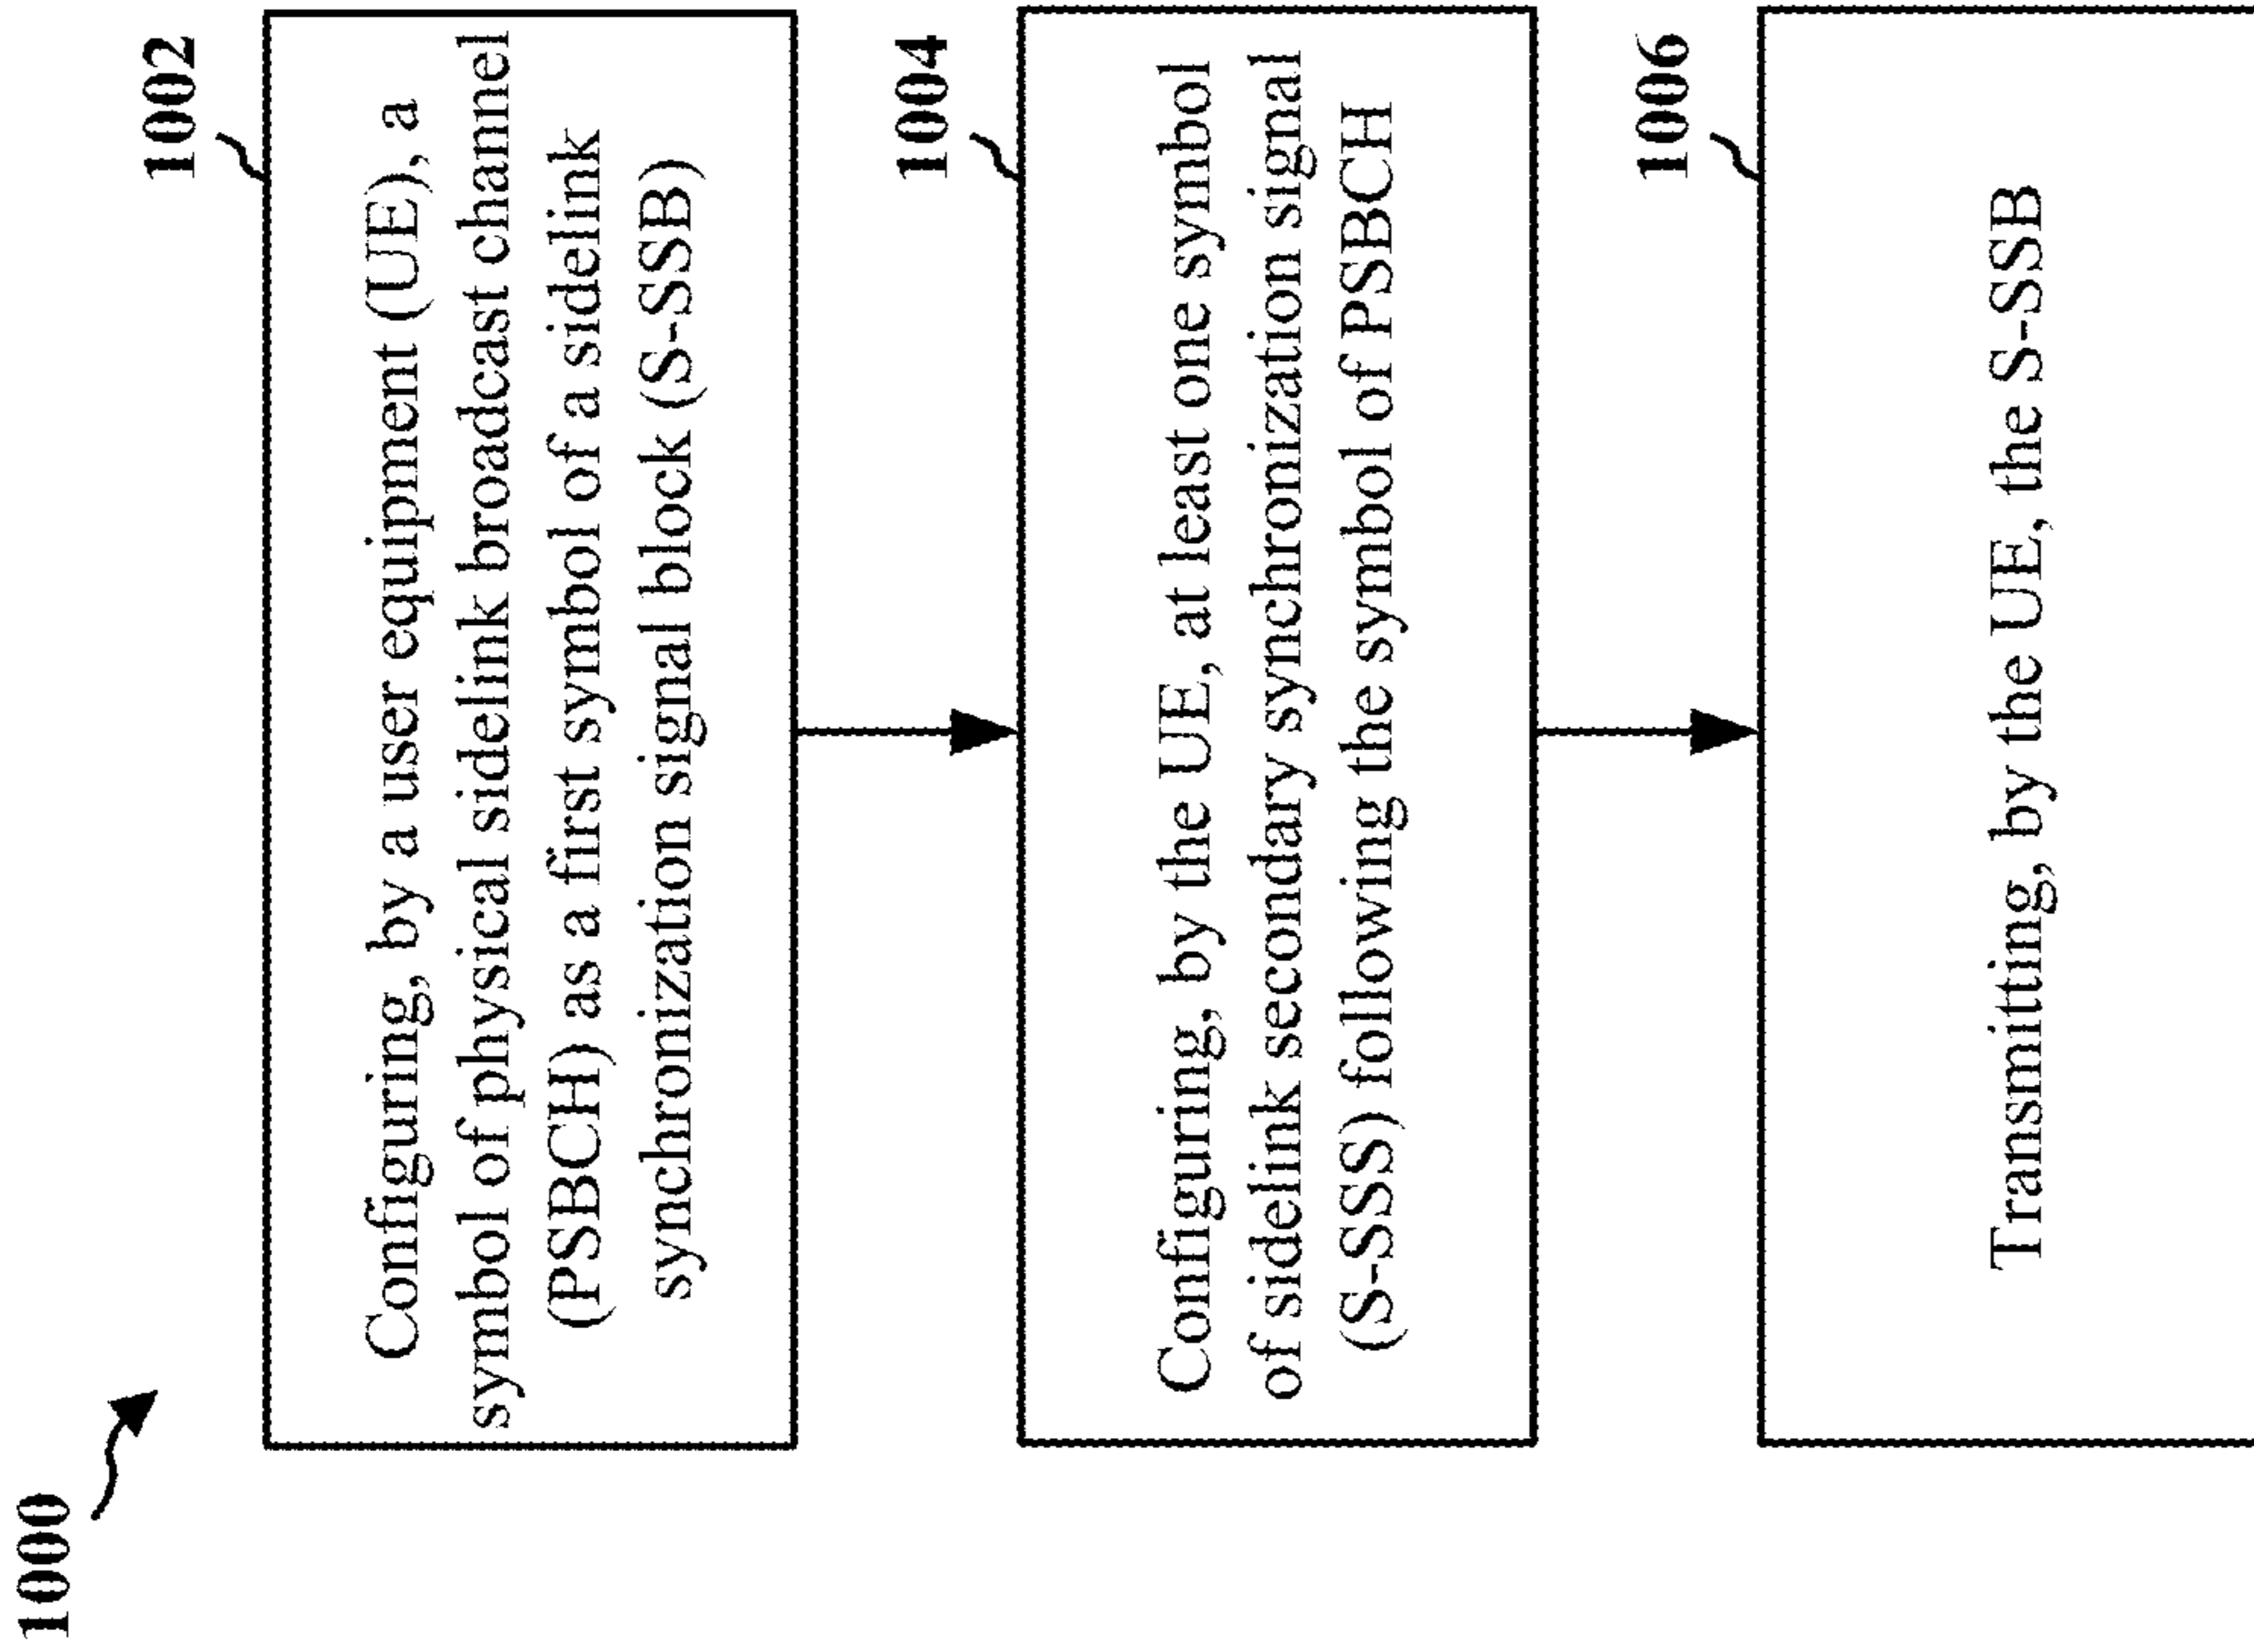 1000
1002
Configuring, by a user equipment (UE), a
symbol of physical sidelink broadcast channel
(PSBCH) as a first symbol of a sidelink
synchronization signal block (S-SSB)
1004
Configuring, by the UE, at least one symbol
of sidelink secondary synchronization signal
(S-SSS) following the symbol of PSBCH
1006
Transmitting, by the UE, the S-SSB